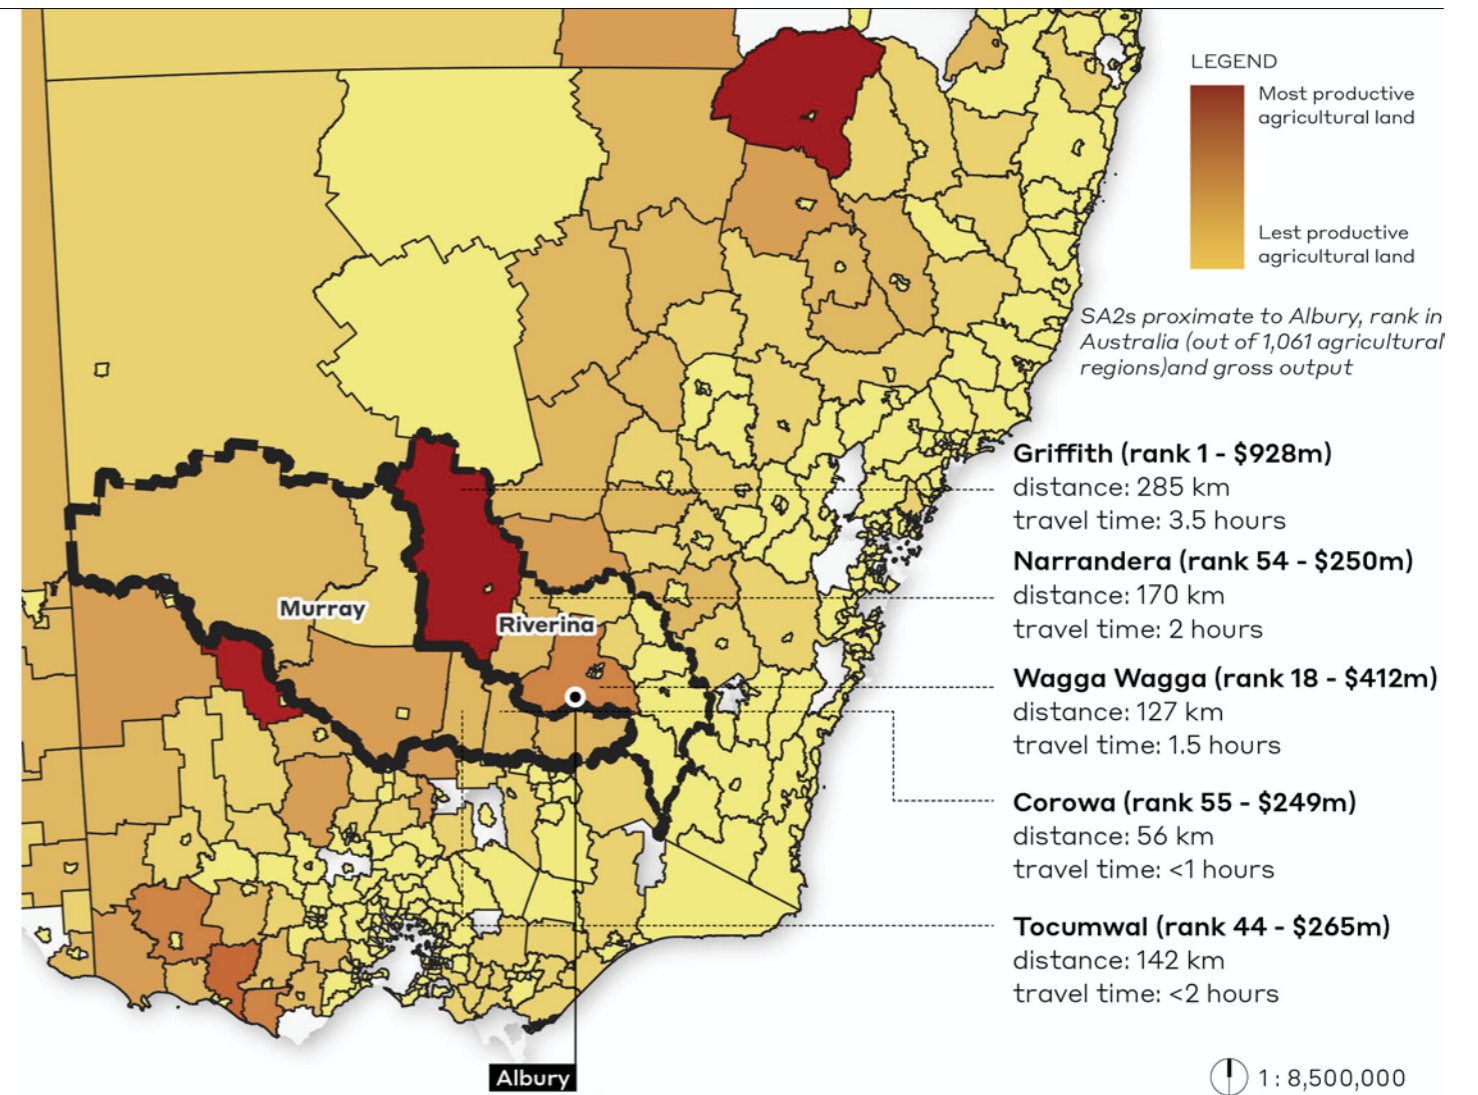 LEGEND
Most productive
agricultural land
Lest productive
agricultural land
SA2s proximate to Albury, rank in
Australia (out of 1,061 agricultural
regions)and gross output
Griffith (rank 1 - $928m)
distance: 285 km
travel time: 3.5 hours
Narrandera (rank 54 - $250m)
distance: 170 km
travel time: 2 hours
Wagga Wagga (rank 18 - $412m)
distance: 127 km
travel time: 1.5 hours
Corowa (rank 55 - $249m)
distance: 56 km
travel time: <1 hours
Tocumwal (rank 44 - $265m)
distance: 142 km
travel time: <2 hours
Murray
Riverina
Albury
1 : 8,500,000